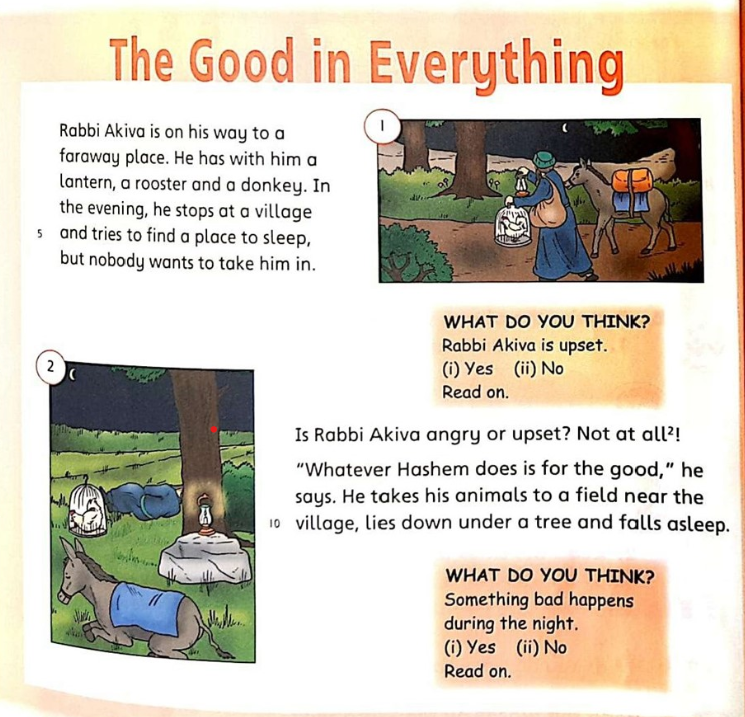 The Good in Everything
Rabbi Akiva is on his way to a
faraway place. He has with him a
lantern, a rooster and a donkey. In
the evening, he stops at a village
5 and tries to find a place to sleep,
but nobody wants to take him in.
1
WHAT DO YOU THINK?
Rabbi Akiva is upset.
(i) Yes (ii) No
Read on.
2
Is Rabbi Akiva angry or upset? Not at all²!
"Whatever Hashem does is for the good," he
says. He takes his animals to a field near the
10 village, lies down under a tree and falls asleep.
WHAT DO YOU THINK?
Something bad happens
during the night.
(i) Yes (ii) No
Read on.